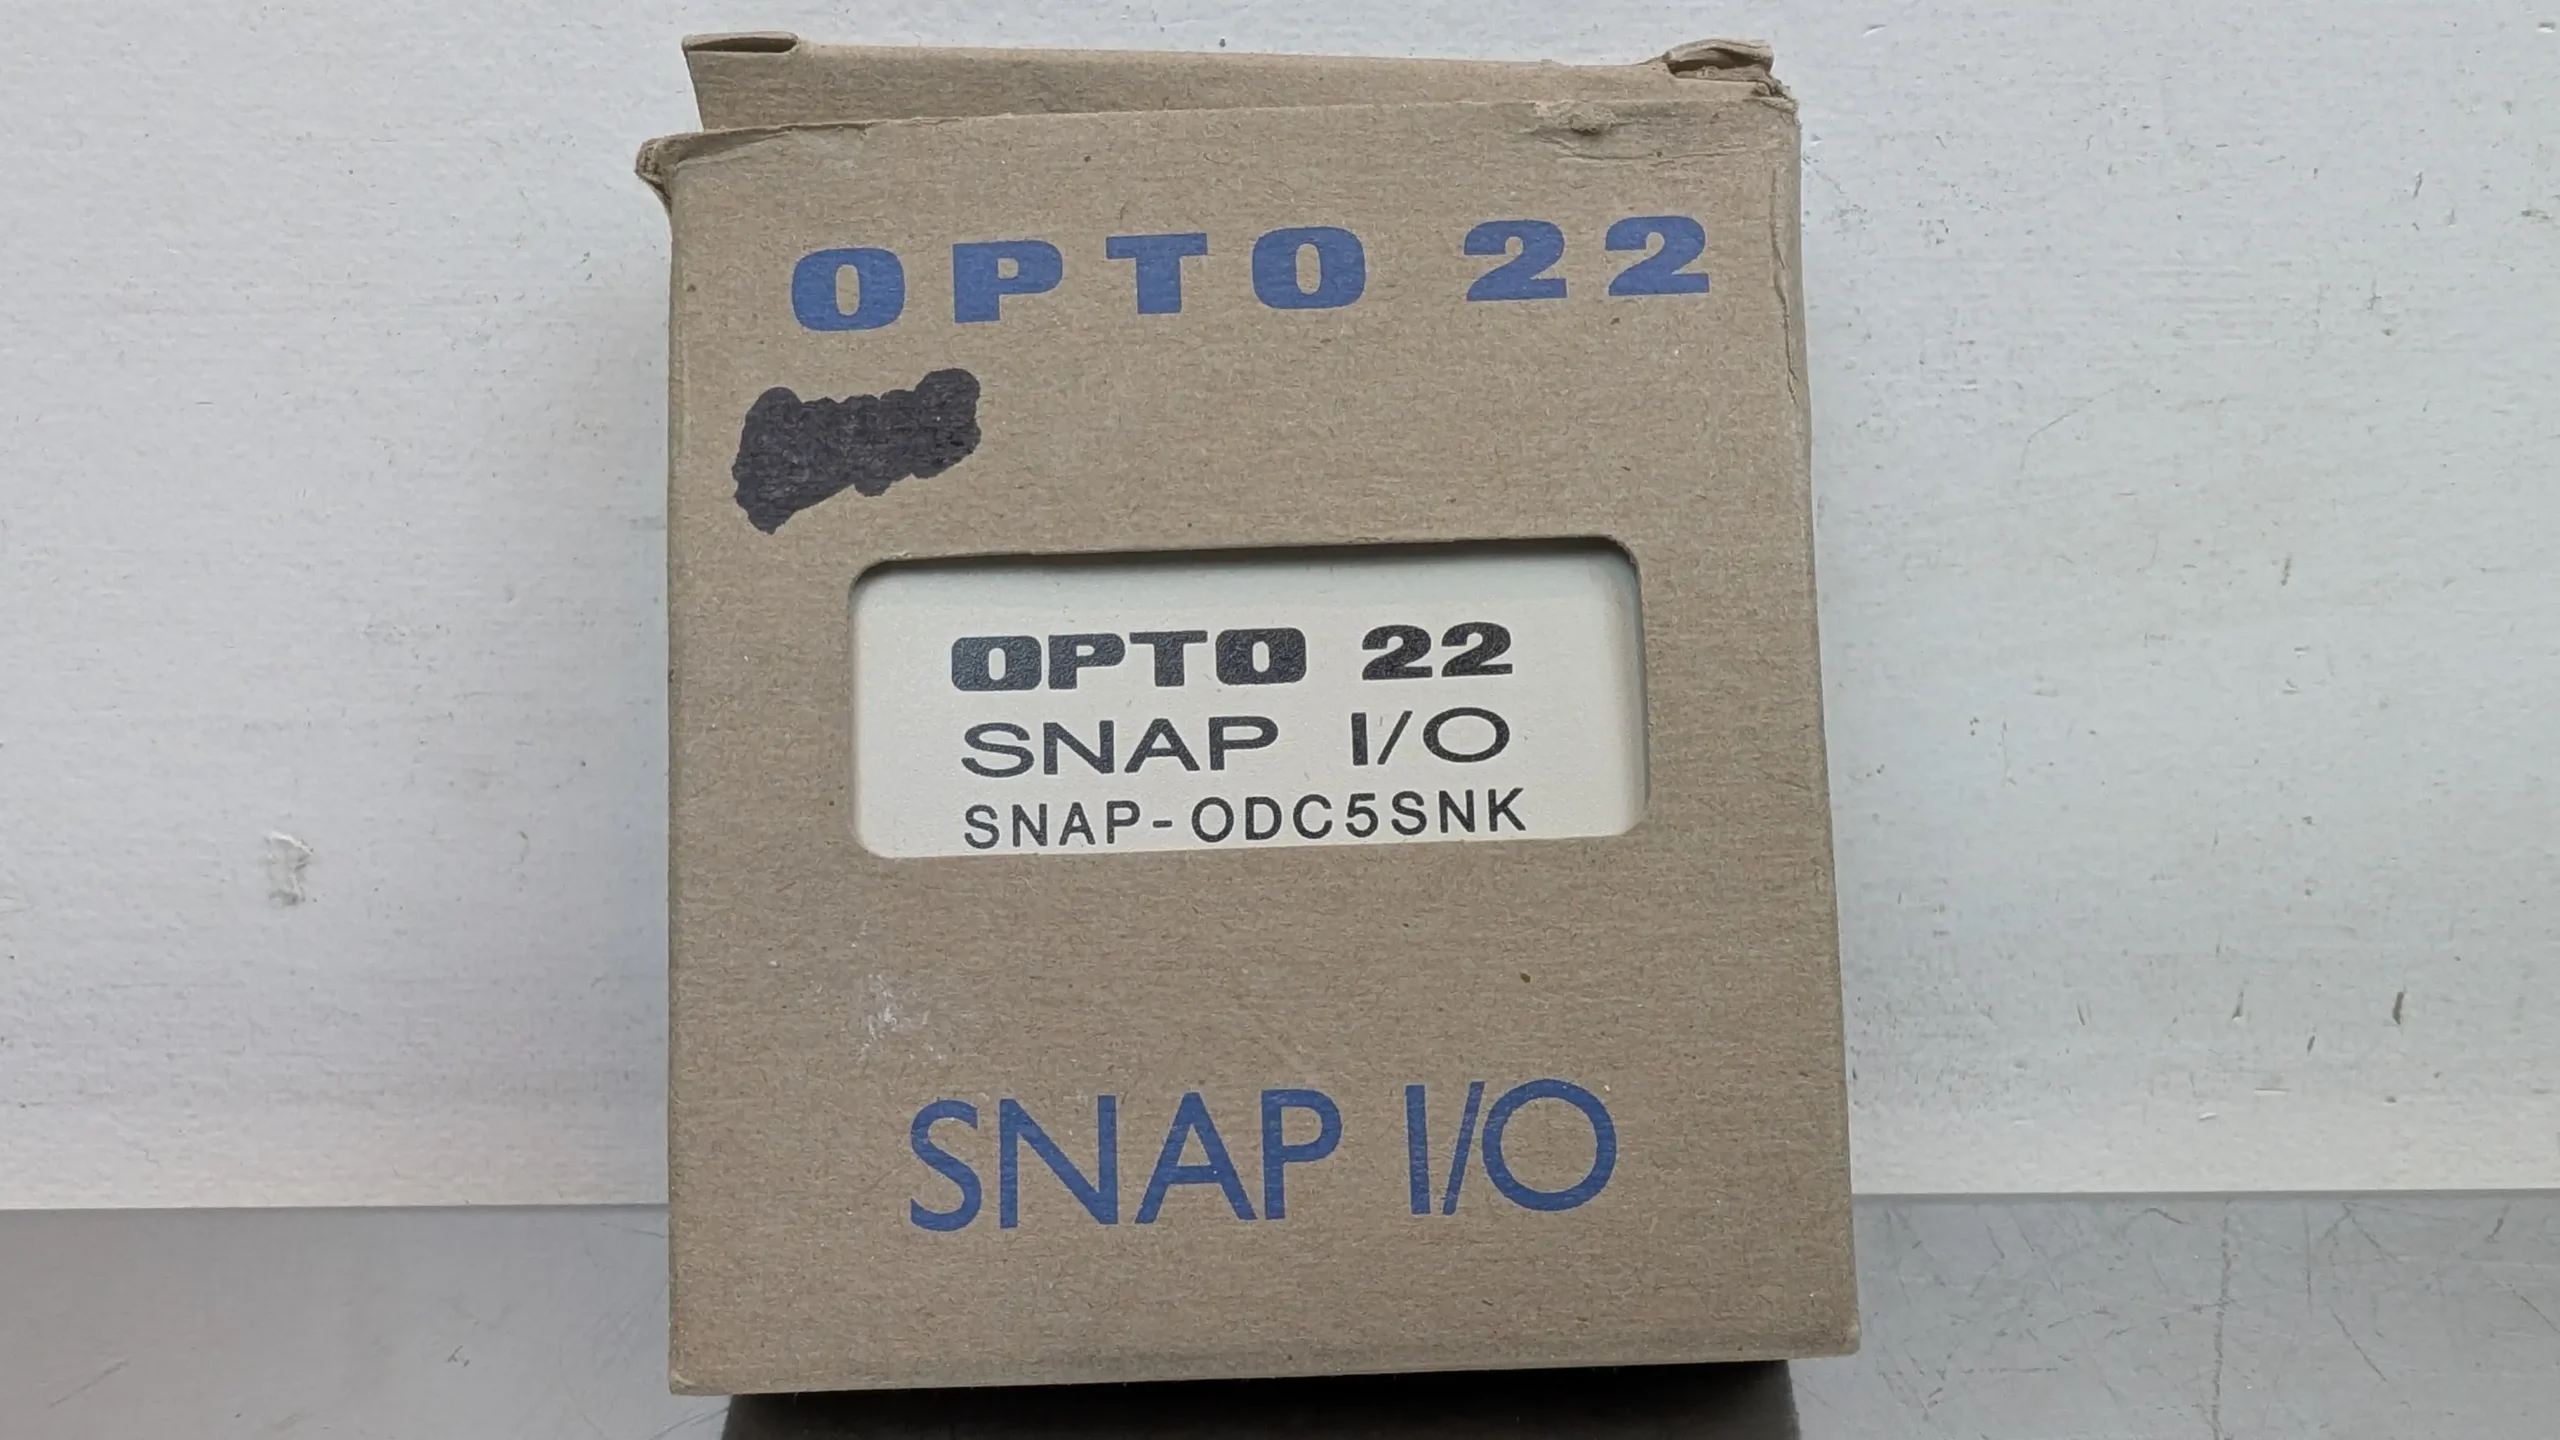 OPTO 22
OPTO 22
SNAP I/O
SNAP-ODC5SNK
SNAP I/O